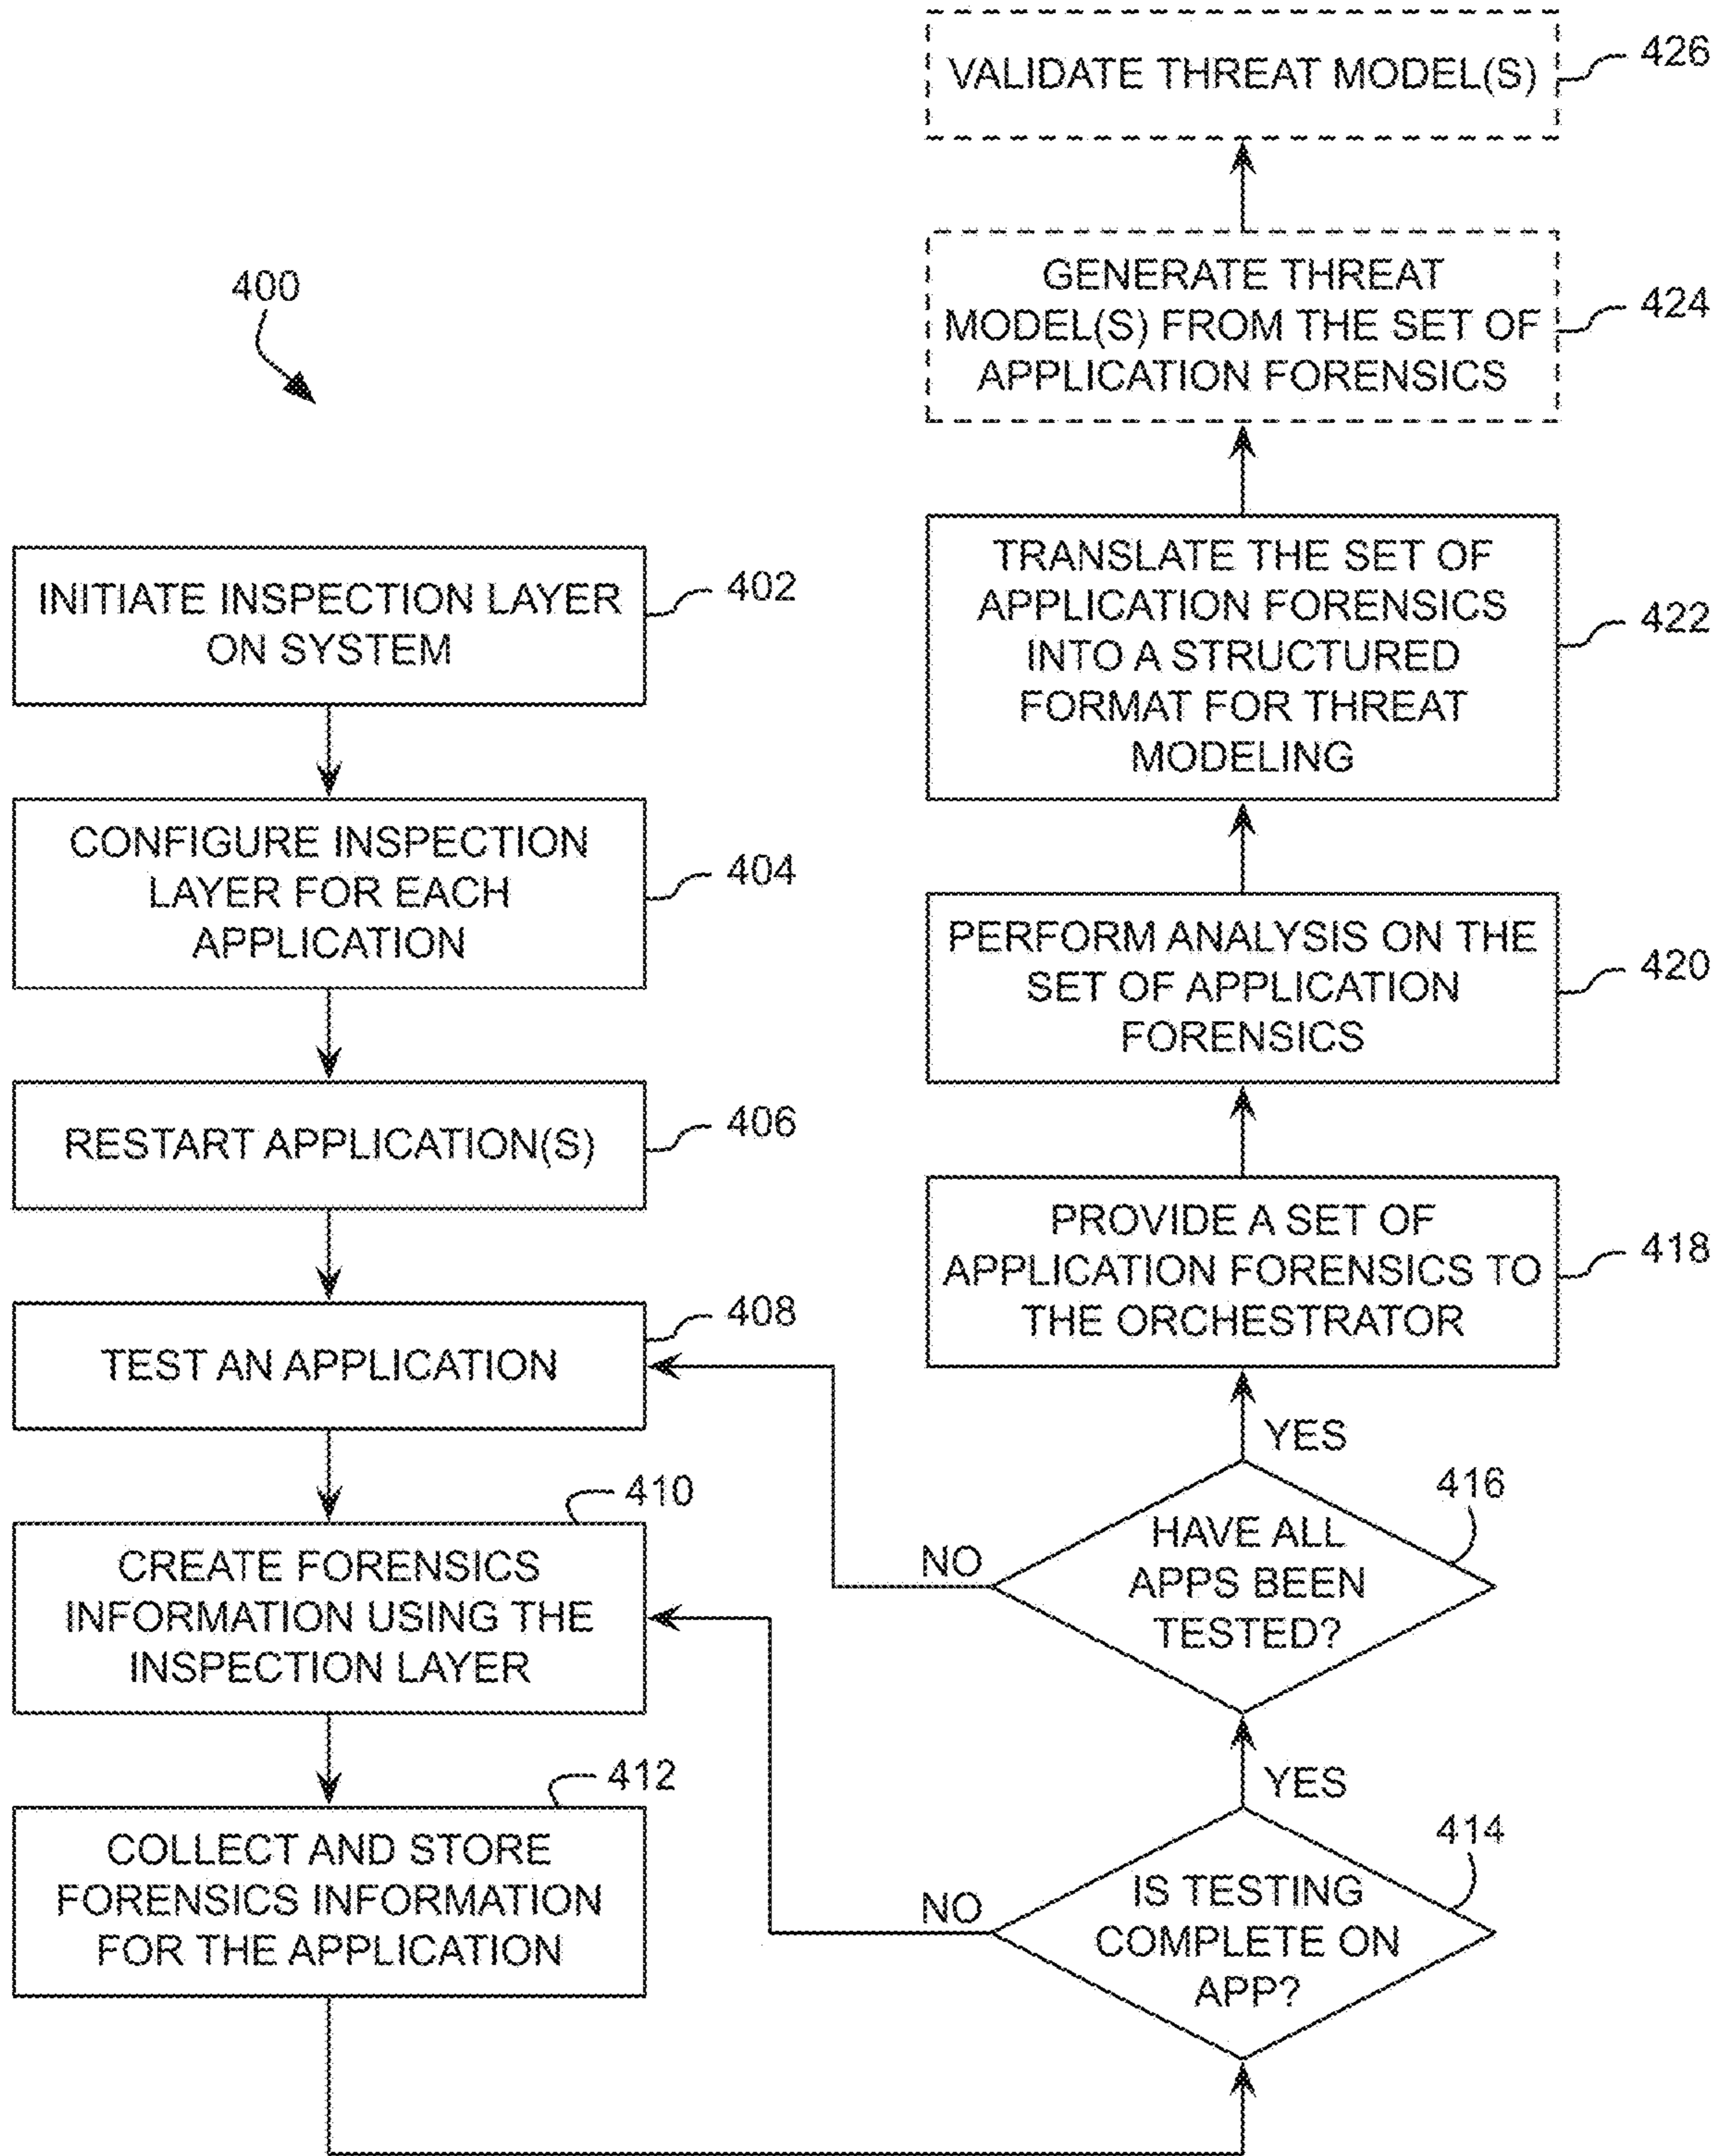 400
INITIATE INSPECTION LAYER
ON SYSTEM
402
CONFIGURE INSPECTION
LAYER FOR EACH
APPLICATION
404
RESTART APPLICATION(S)
406
TEST AN APPLICATION
408
CREATE FORENSICS
INFORMATION USING THE
INSPECTION LAYER
410
COLLECT AND STORE
FORENSICS INFORMATION
FOR THE APPLICATION
412
IS TESTING
COMPLETE ON
APP?
414
NO
YES
HAVE ALL
APPS BEEN
TESTED?
416
NO
YES
PROVIDE A SET OF
APPLICATION FORENSICS TO
THE ORCHESTRATOR
418
PERFORM ANALYSIS ON THE
SET OF APPLICATION
FORENSICS
420
TRANSLATE THE SET OF
APPLICATION FORENSICS
INTO A STRUCTURED
FORMAT FOR THREAT
MODELING
422
GENERATE THREAT
MODEL(S) FROM THE SET OF
APPLICATION FORENSICS
424
VALIDATE THREAT MODEL(S)
426